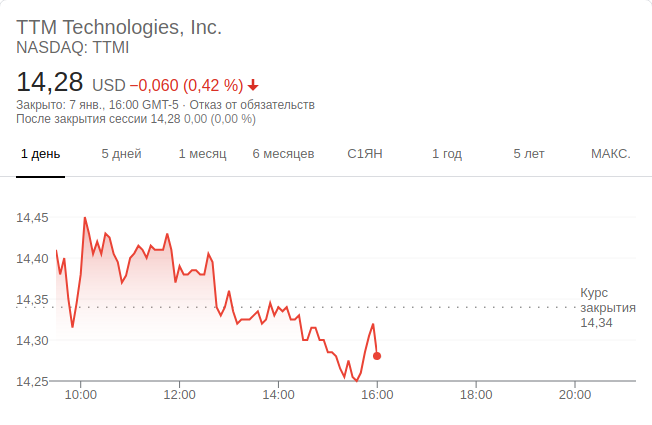 TTM Technologies, Inc.
NASDAQ: TTMI
14,28 USD −0,060 (0,42 %)
Закрыто: 7 янв., 16:00 GMT-5 · Отказ от обязательств
После закрытия сессии 14,28 0,00 (0,00 %)
1 день 5 дней 1 месяц 6 месяцев С1ЯН 1 год 5 лет МАКС.
14,45
14,40
14,35
14,30
14,25
Курс
закрытия
14,34
10:00 12:00 14:00 16:00 18:00 20:00